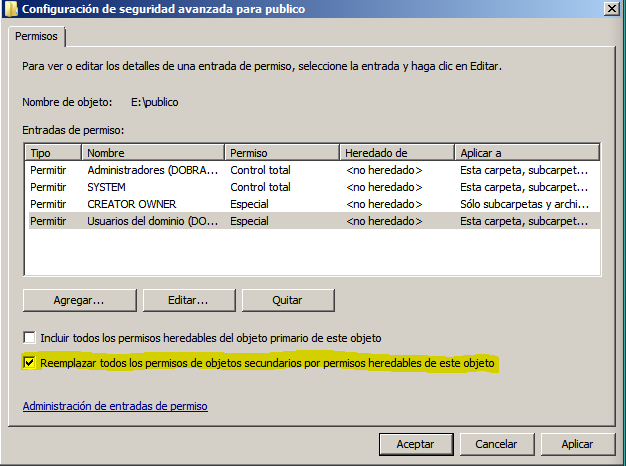 Configuración de seguridad avanzada para publico
Permisos
Para ver o editar los detalles de una entrada de permiso, seleccione la entrada y haga clic en Editar.
Nombre de objeto: E:\publico
Entradas de permiso:
Tipo Nombre Permiso Heredado de Aplicar a
Permitir Administradores (DOBRA... Control total <no heredado> Esta carpeta, subcarpet...
Permitir SYSTEM Control total <no heredado> Esta carpeta, subcarpet...
Permitir CREATOR OWNER Especial <no heredado> Sólo subcarpetas y archi...
Permitir Usuarios del dominio (DO... Especial <no heredado> Esta carpeta, subcarpet...
Agregar... Editar... Quitar
Incluir todos los permisos heredables del objeto primario de este objeto
Reemplazar todos los permisos de objetos secundarios por permisos heredables de este objeto
Administración de entradas de permiso
Aceptar Cancelar Aplicar